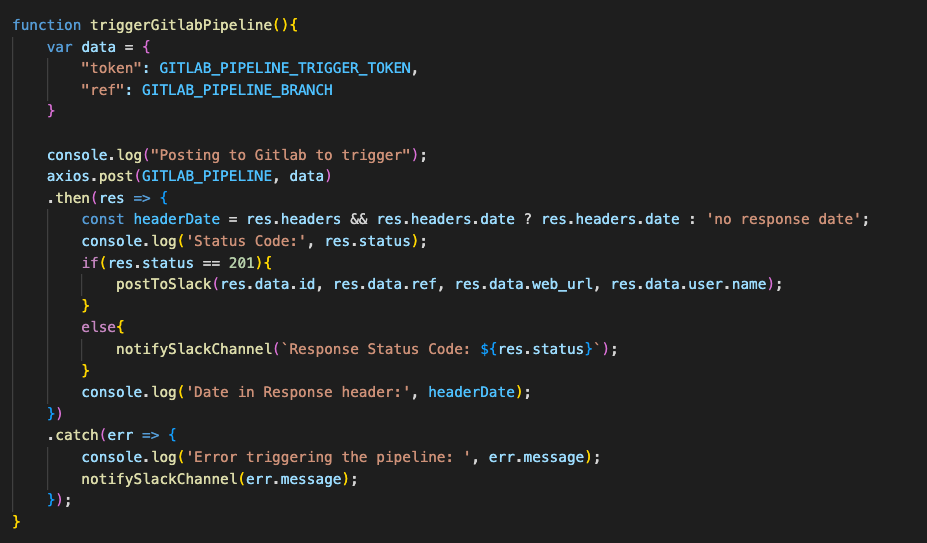 function triggerGitlabPipeline(){
    var data = {
        "token": GITLAB_PIPELINE_TRIGGER_TOKEN,
        "ref": GITLAB_PIPELINE_BRANCH
    }

    console.log("Posting to Gitlab to trigger");
    axios.post(GITLAB_PIPELINE, data)
    .then(res => {
        const headerDate = res.headers && res.headers.date ? res.headers.date : 'no response date';
        console.log('Status Code:', res.status);
        if(res.status == 201){
            postToSlack(res.data.id, res.data.ref, res.data.web_url, res.data.user.name);
        }
        else{
            notifySlackChannel(`Response Status Code: ${res.status}`);
        }
        console.log('Date in Response header:', headerDate);
    })
    .catch(err => {
        console.log('Error triggering the pipeline: ', err.message);
        notifySlackChannel(err.message);
    });
}